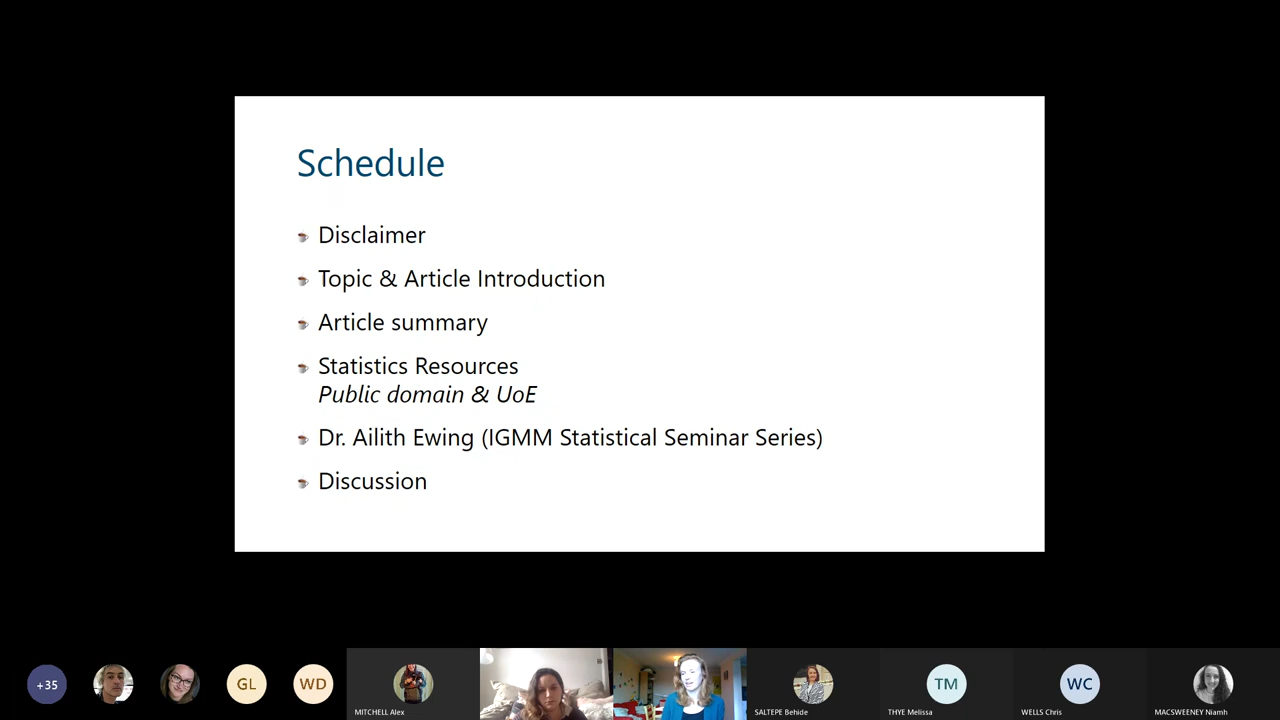 Schedule
Disclaimer
Topic & Article Introduction
Article summary
Statistics Resources
Public domain & UoE
Dr. Ailith Ewing (IGMM Statistical Seminar Series)
Discussion
+35
GL
WD
MITCHELL Alex
SALTEPE Behide
TM
THYE Melissa
WC
WELLS Chris
MACSWEENEY Niamh